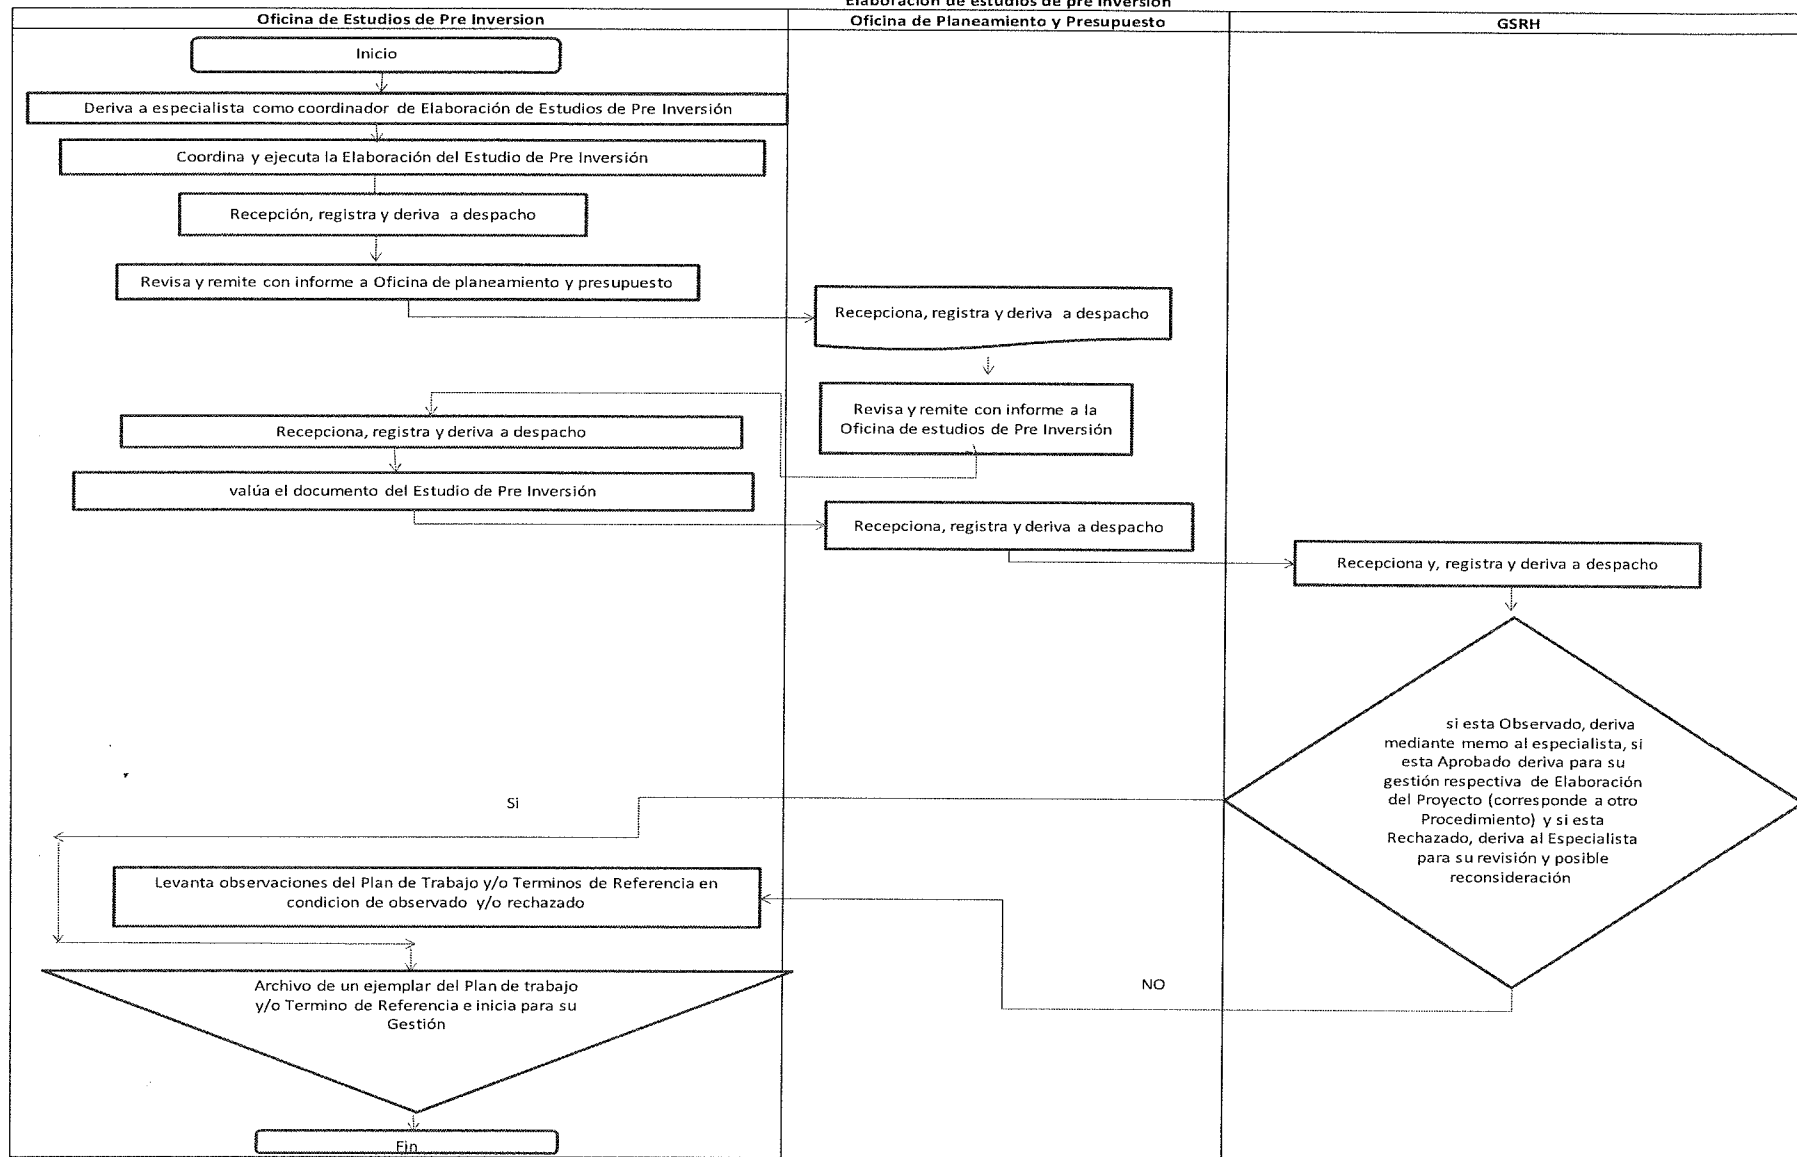 Elaboración de estudios de pre inversión
Oficina de Estudios de Pre Inversion
Oficina de Planeamiento y Presupuesto
GSRH
Inicio
Deriva a especialista como coordinador de Elaboración de Estudios de Pre Inversión
Coordina y ejecuta la Elaboración del Estudio de Pre Inversión
Recepción, registra y deriva a despacho
Revisa y remite con informe a Oficina de planeamiento y presupuesto
Recepciona, registra y deriva a despacho
Revisa y remite con informe a la
Oficina de estudios de Pre Inversión
Recepciona, registra y deriva a despacho
valúa el documento del Estudio de Pre Inversión
Recepciona, registra y deriva a despacho
Recepciona y, registra y deriva a despacho
si esta Observado, deriva
mediante memo al especialista, si
esta Aprobado deriva para su
gestión respectiva de Elaboración
del Proyecto (corresponde a otro
Procedimiento) y si esta
Rechazado, deriva al Especialista
para su revisión y posible
reconsideración
Si
Levanta observaciones del Plan de Trabajo y/o Terminos de Referencia en
condicion de observado y/o rechazado
NO
Archivo de un ejemplar del Plan de trabajo
y/o Termino de Referencia e inicia para su
Gestión
Fin